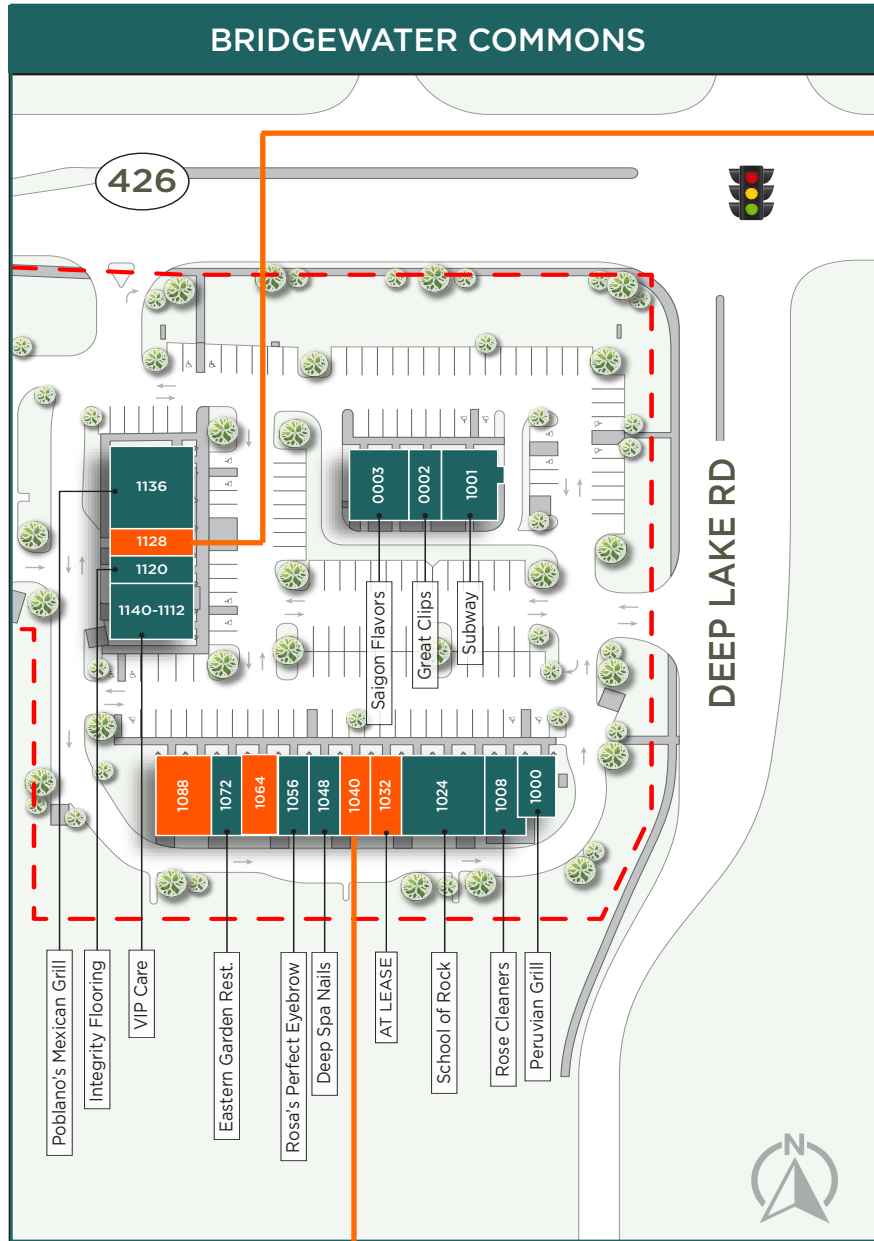 BRIDGEWATER COMMONS
426
DEEP LAKE RD
1136
1128
1120
1140-1112
0003
0002
1001
Saigon Flavors
Great Clips
Subway
1088
1072
1064
1056
1048
1040
1032
1024
1008
1000
Poblano's Mexican Grill
Integrity Flooring
VIP Care
Eastern Garden Rest.
Rosa's Perfect Eyebrow
Deep Spa Nails
AT LEASE
School of Rock
Rose Cleaners
Peruvian Grill
N